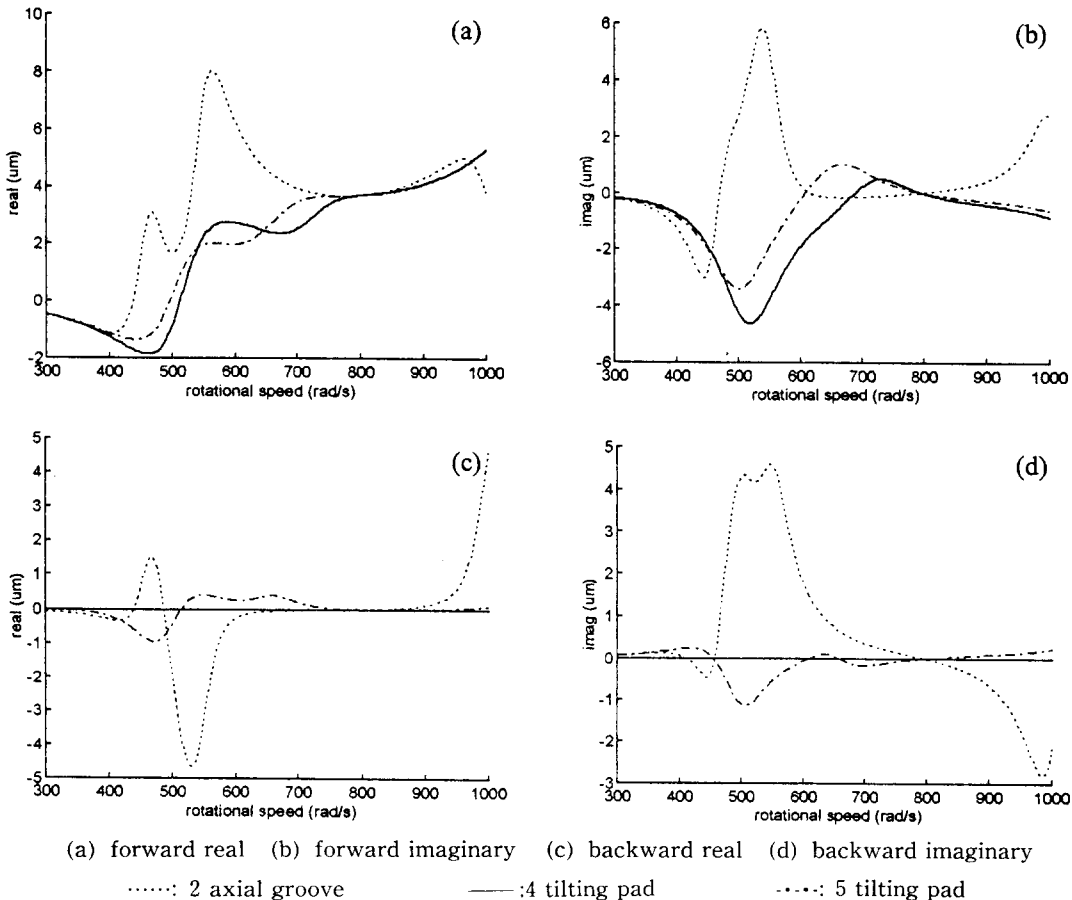 (a)
real (um)
10
8
6
4
2
0
-2
300 400 500 600 700 800 900 1000
rotational speed (rad/s)
(b)
imag (um)
6
4
2
0
-2
-4
-6
300 400 500 600 700 800 900 1000
rotational speed (rad/s)
(c)
real (um)
5
4
3
2
1
0
-1
-2
-3
-4
-5
300 400 500 600 700 800 900 1000
rotational speed (rad/s)
(d)
imag (um)
5
4
3
2
1
0
-1
-2
-3
300 400 500 600 700 800 900 1000
rotational speed (rad/s)
(a) forward real (b) forward imaginary (c) backward real (d) backward imaginary
······: 2 axial groove ——:4 tilting pad -·-·-: 5 tilting pad